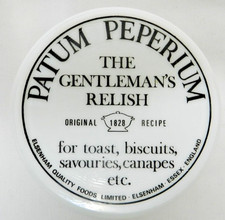 PATUM PEPERIUM
THE
GENTLEMAN'S
RELISH
ORIGINAL 1828 RECIPE
for toast, biscuits,
savouries, canapes
etc.
ELSENHAM QUALITY FOODS LIMITED · ELSENHAM · ESSEX, ENGLAND